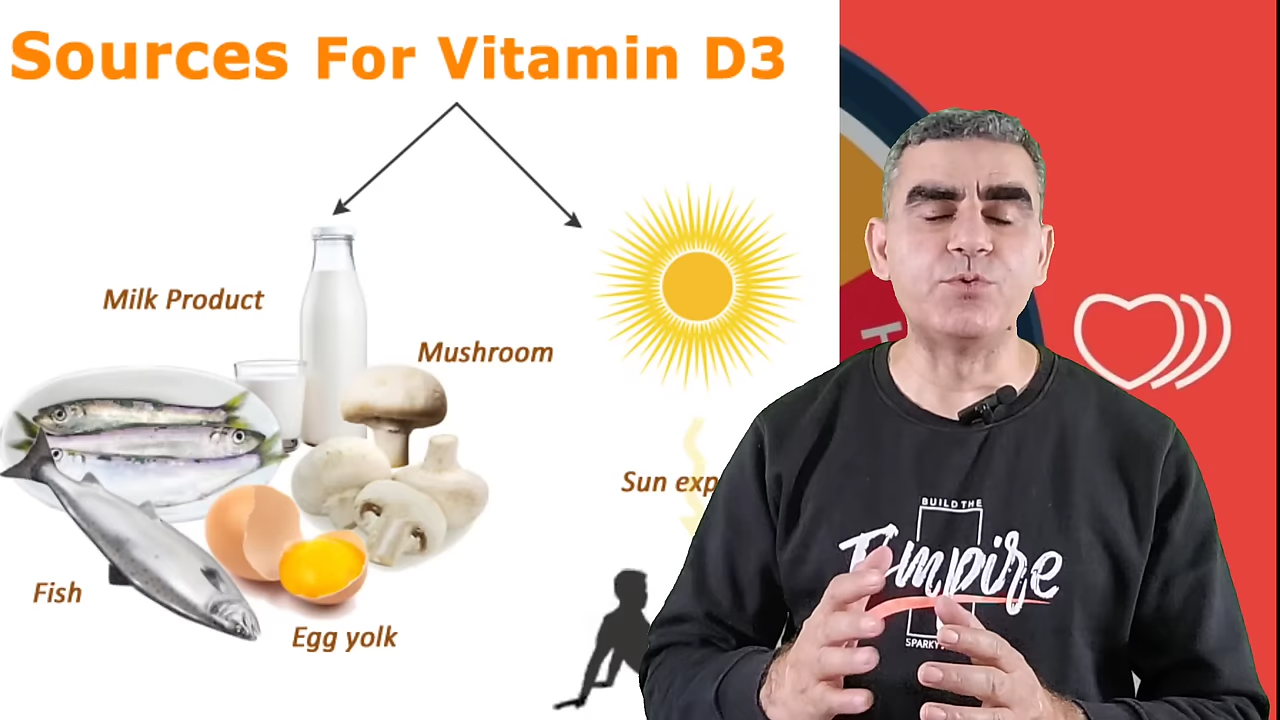 Sources For Vitamin D3
Milk Product
Mushroom
Sun exp
Fish
Egg yolk
BUILD THE
Empire